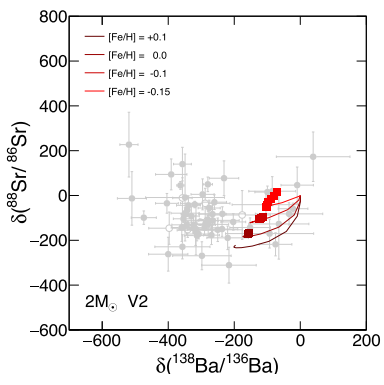 800
600
400
200
0
−200
−400
−600
δ(⁸⁸Sr/ ⁸⁶Sr)
[Fe/H] = +0.1
[Fe/H] = 0.0
[Fe/H] = -0.1
[Fe/H] = -0.15
2M☉ V2
−600 −400 −200 0 200
δ(¹³⁸Ba/¹³⁶Ba)